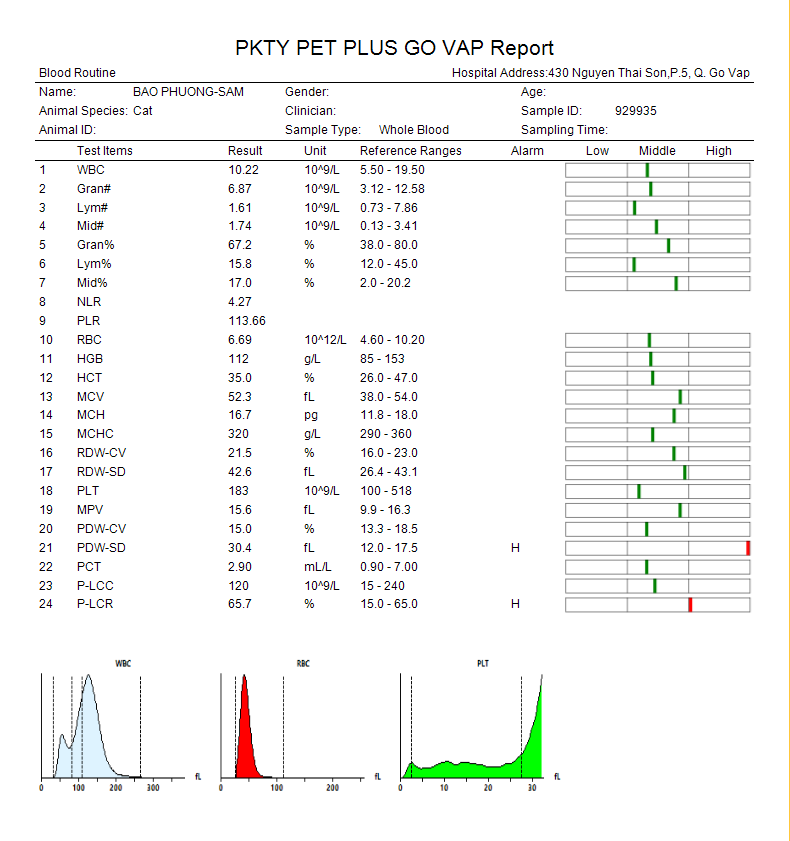 PKTY PET PLUS GO VAP Report
Blood Routine Hospital Address:430 Nguyen Thai Son,P.5, Q. Go Vap
Name: BAO PHUONG-SAM Gender: Age:
Animal Species: Cat Clinician: Sample ID: 929935
Animal ID: Sample Type: Whole Blood Sampling Time:
Test Items Result Unit Reference Ranges Alarm Low Middle High
1 WBC 10.22 10^9/L 5.50 - 19.50
2 Gran# 6.87 10^9/L 3.12 - 12.58
3 Lym# 1.61 10^9/L 0.73 - 7.86
4 Mid# 1.74 10^9/L 0.13 - 3.41
5 Gran% 67.2 % 38.0 - 80.0
6 Lym% 15.8 % 12.0 - 45.0
7 Mid% 17.0 % 2.0 - 20.2
8 NLR 4.27
9 PLR 113.66
10 RBC 6.69 10^12/L 4.60 - 10.20
11 HGB 112 g/L 85 - 153
12 HCT 35.0 % 26.0 - 47.0
13 MCV 52.3 fL 38.0 - 54.0
14 MCH 16.7 pg 11.8 - 18.0
15 MCHC 320 g/L 290 - 360
16 RDW-CV 21.5 % 16.0 - 23.0
17 RDW-SD 42.6 fL 26.4 - 43.1
18 PLT 183 10^9/L 100 - 518
19 MPV 15.6 fL 9.9 - 16.3
20 PDW-CV 15.0 % 13.3 - 18.5
21 PDW-SD 30.4 fL 12.0 - 17.5 H
22 PCT 2.90 mL/L 0.90 - 7.00
23 P-LCC 120 10^9/L 15 - 240
24 P-LCR 65.7 % 15.0 - 65.0 H
WBC RBC PLT
0 100 200 300 fL 0 100 200 fL 0 10 20 30 fL